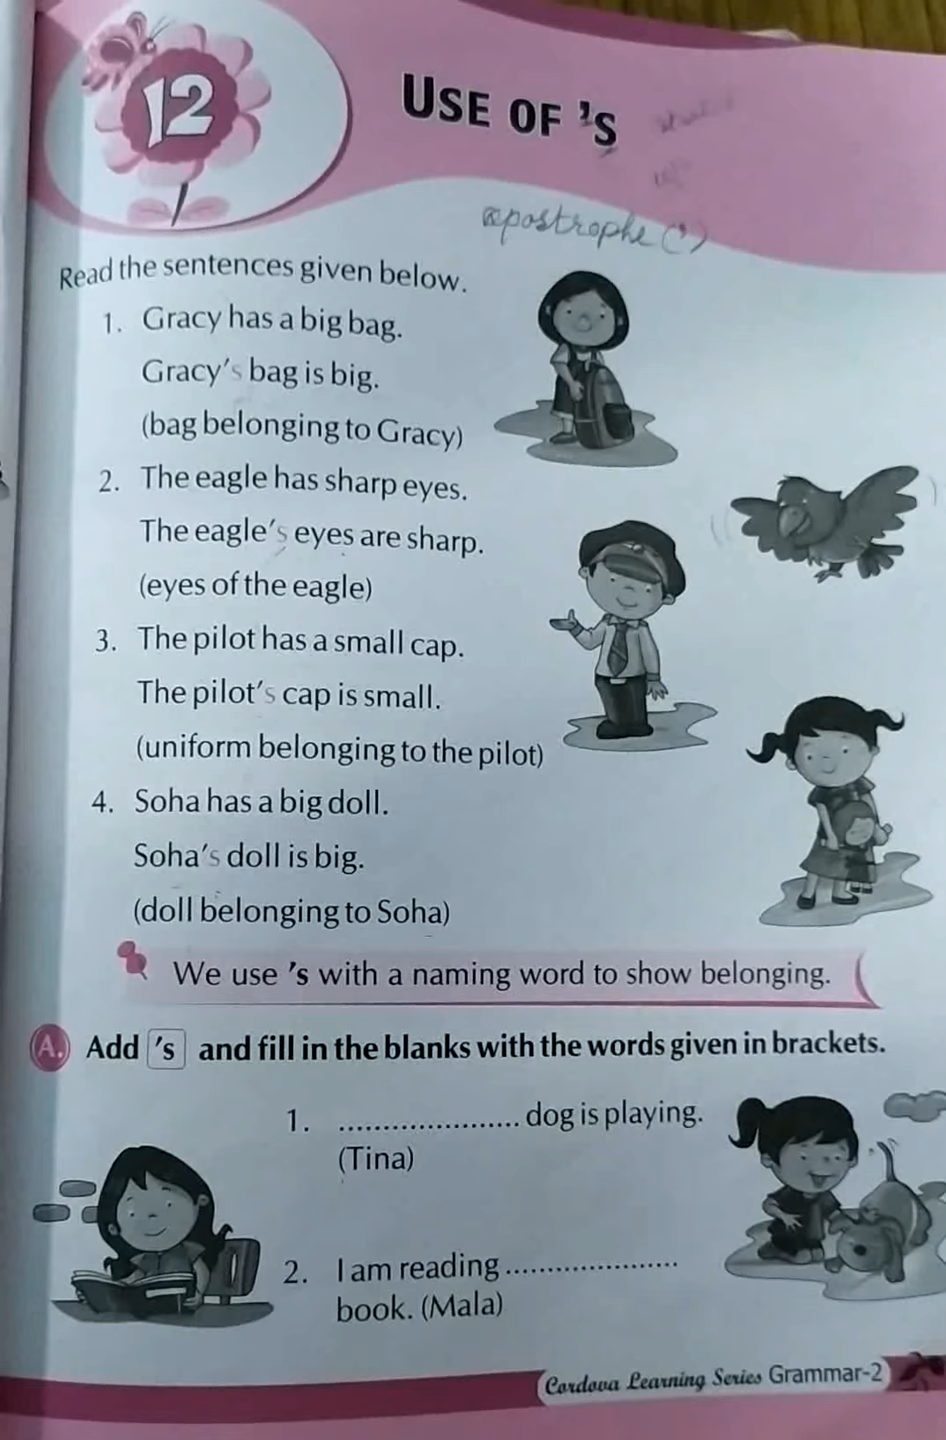 12
USE OF 's
apostrophe (')
Read the sentences given below.
1. Gracy has a big bag.
Gracy's bag is big.
(bag belonging to Gracy)
2. The eagle has sharp eyes.
The eagle's eyes are sharp.
(eyes of the eagle)
3. The pilot has a small cap.
The pilot's cap is small.
(uniform belonging to the pilot)
4. Soha has a big doll.
Soha's doll is big.
(doll belonging to Soha)
We use 's with a naming word to show belonging.
A. Add 's and fill in the blanks with the words given in brackets.
1. ..................... dog is playing.
(Tina)
2. I am reading ....................
book. (Mala)
Cordova Learning Series Grammar-2